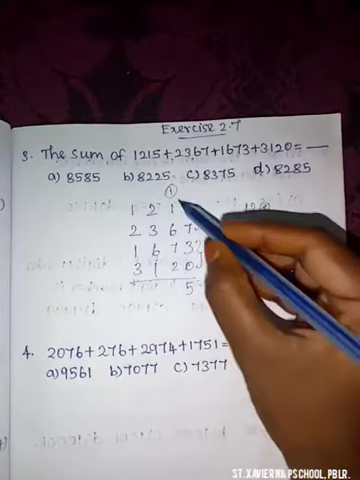 Exercise 2.7
3. The Sum of 1215+2367+1673+3120=
a) 8585 b) 8225 c) 8375 d) 8285
1
1 2 1
2 3 6 7
1 6 7 3
3 1 2 0
5
4. 2076+276+2974+1751=
a) 9561 b) 7077 c) 7377
ST.XAVIER N&PSCHOOL,PBLR.